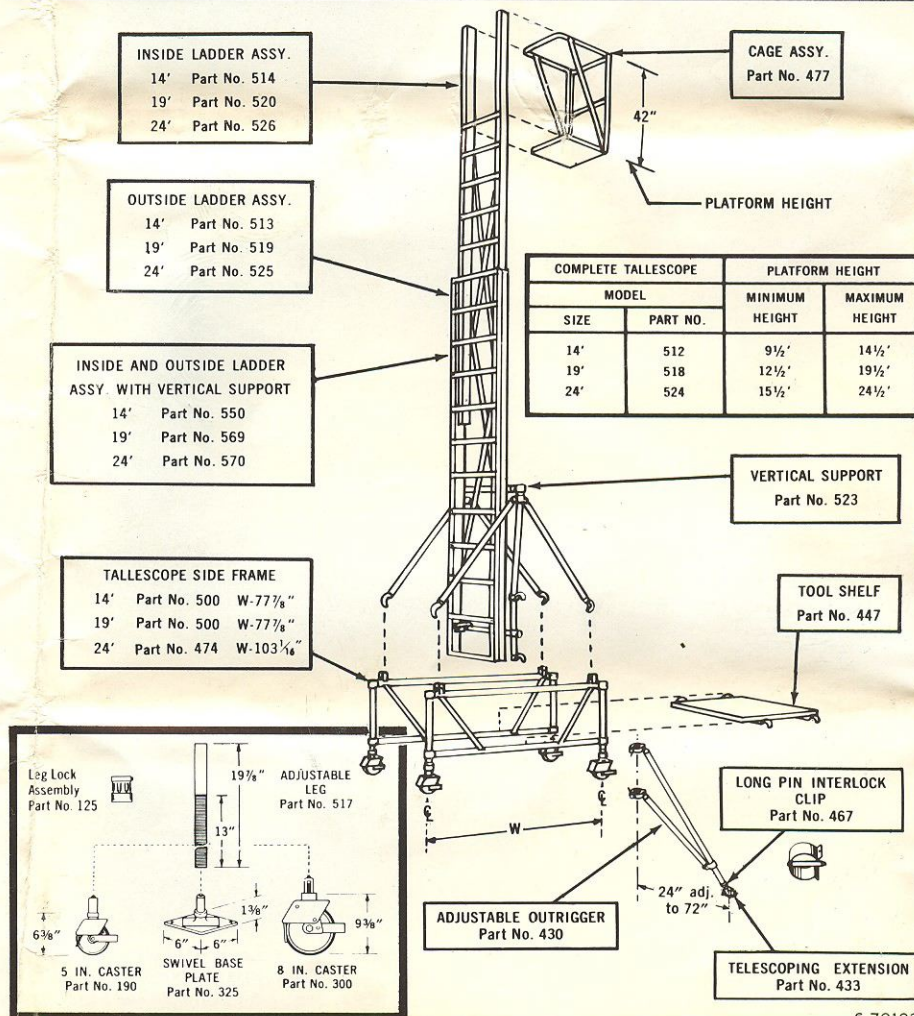 INSIDE LADDER ASSY.
14' Part No. 514
19' Part No. 520
24' Part No. 526
CAGE ASSY.
Part No. 477
42"
PLATFORM HEIGHT
OUTSIDE LADDER ASSY.
14' Part No. 513
19' Part No. 519
24' Part No. 525
COMPLETE TALLESCOPE PLATFORM HEIGHT
MODEL MINIMUM HEIGHT MAXIMUM HEIGHT
SIZE PART NO.
14' 512 9½' 14½'
19' 518 12½' 19½'
24' 524 15½' 24½'
INSIDE AND OUTSIDE LADDER
ASSY. WITH VERTICAL SUPPORT
14' Part No. 550
19' Part No. 569
24' Part No. 570
VERTICAL SUPPORT
Part No. 523
TALLESCOPE SIDE FRAME
14' Part No. 500 W-77⅞"
19' Part No. 500 W-77⅞"
24' Part No. 474 W-103 1/16"
TOOL SHELF
Part No. 447
Leg Lock
Assembly
Part No. 125
19⅞"
ADJUSTABLE
LEG
Part No. 517
13"
1⅜"
6⅜"
6" 6"
9⅜"
5 IN. CASTER
Part No. 190
SWIVEL BASE
PLATE
Part No. 325
8 IN. CASTER
Part No. 300
℄ ℄
W
LONG PIN INTERLOCK
CLIP
Part No. 467
24" adj.
to 72"
ADJUSTABLE OUTRIGGER
Part No. 430
TELESCOPING EXTENSION
Part No. 433